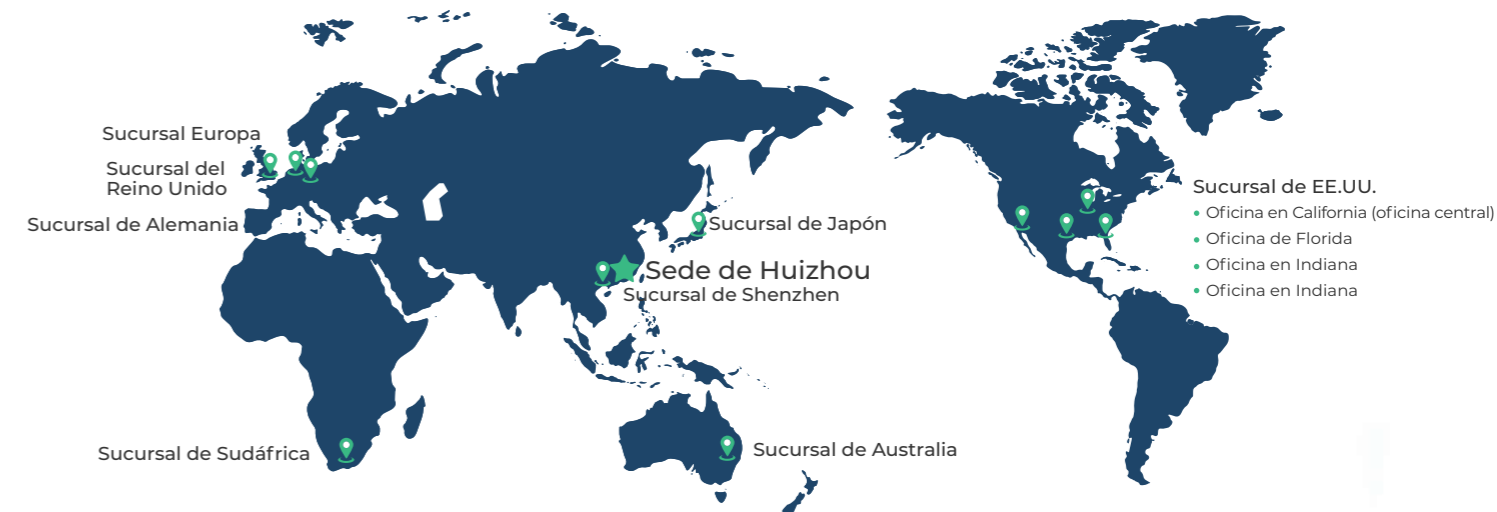 Sucursal Europa
Sucursal del
Reino Unido
Sucursal de Alemania
Sucursal de Japón
Sede de Huizhou
Sucursal de Shenzhen
Sucursal de Sudáfrica
Sucursal de Australia
Sucursal de EE.UU.
Oficina en California (oficina central)
Oficina de Florida
Oficina en Indiana
Oficina en Indiana